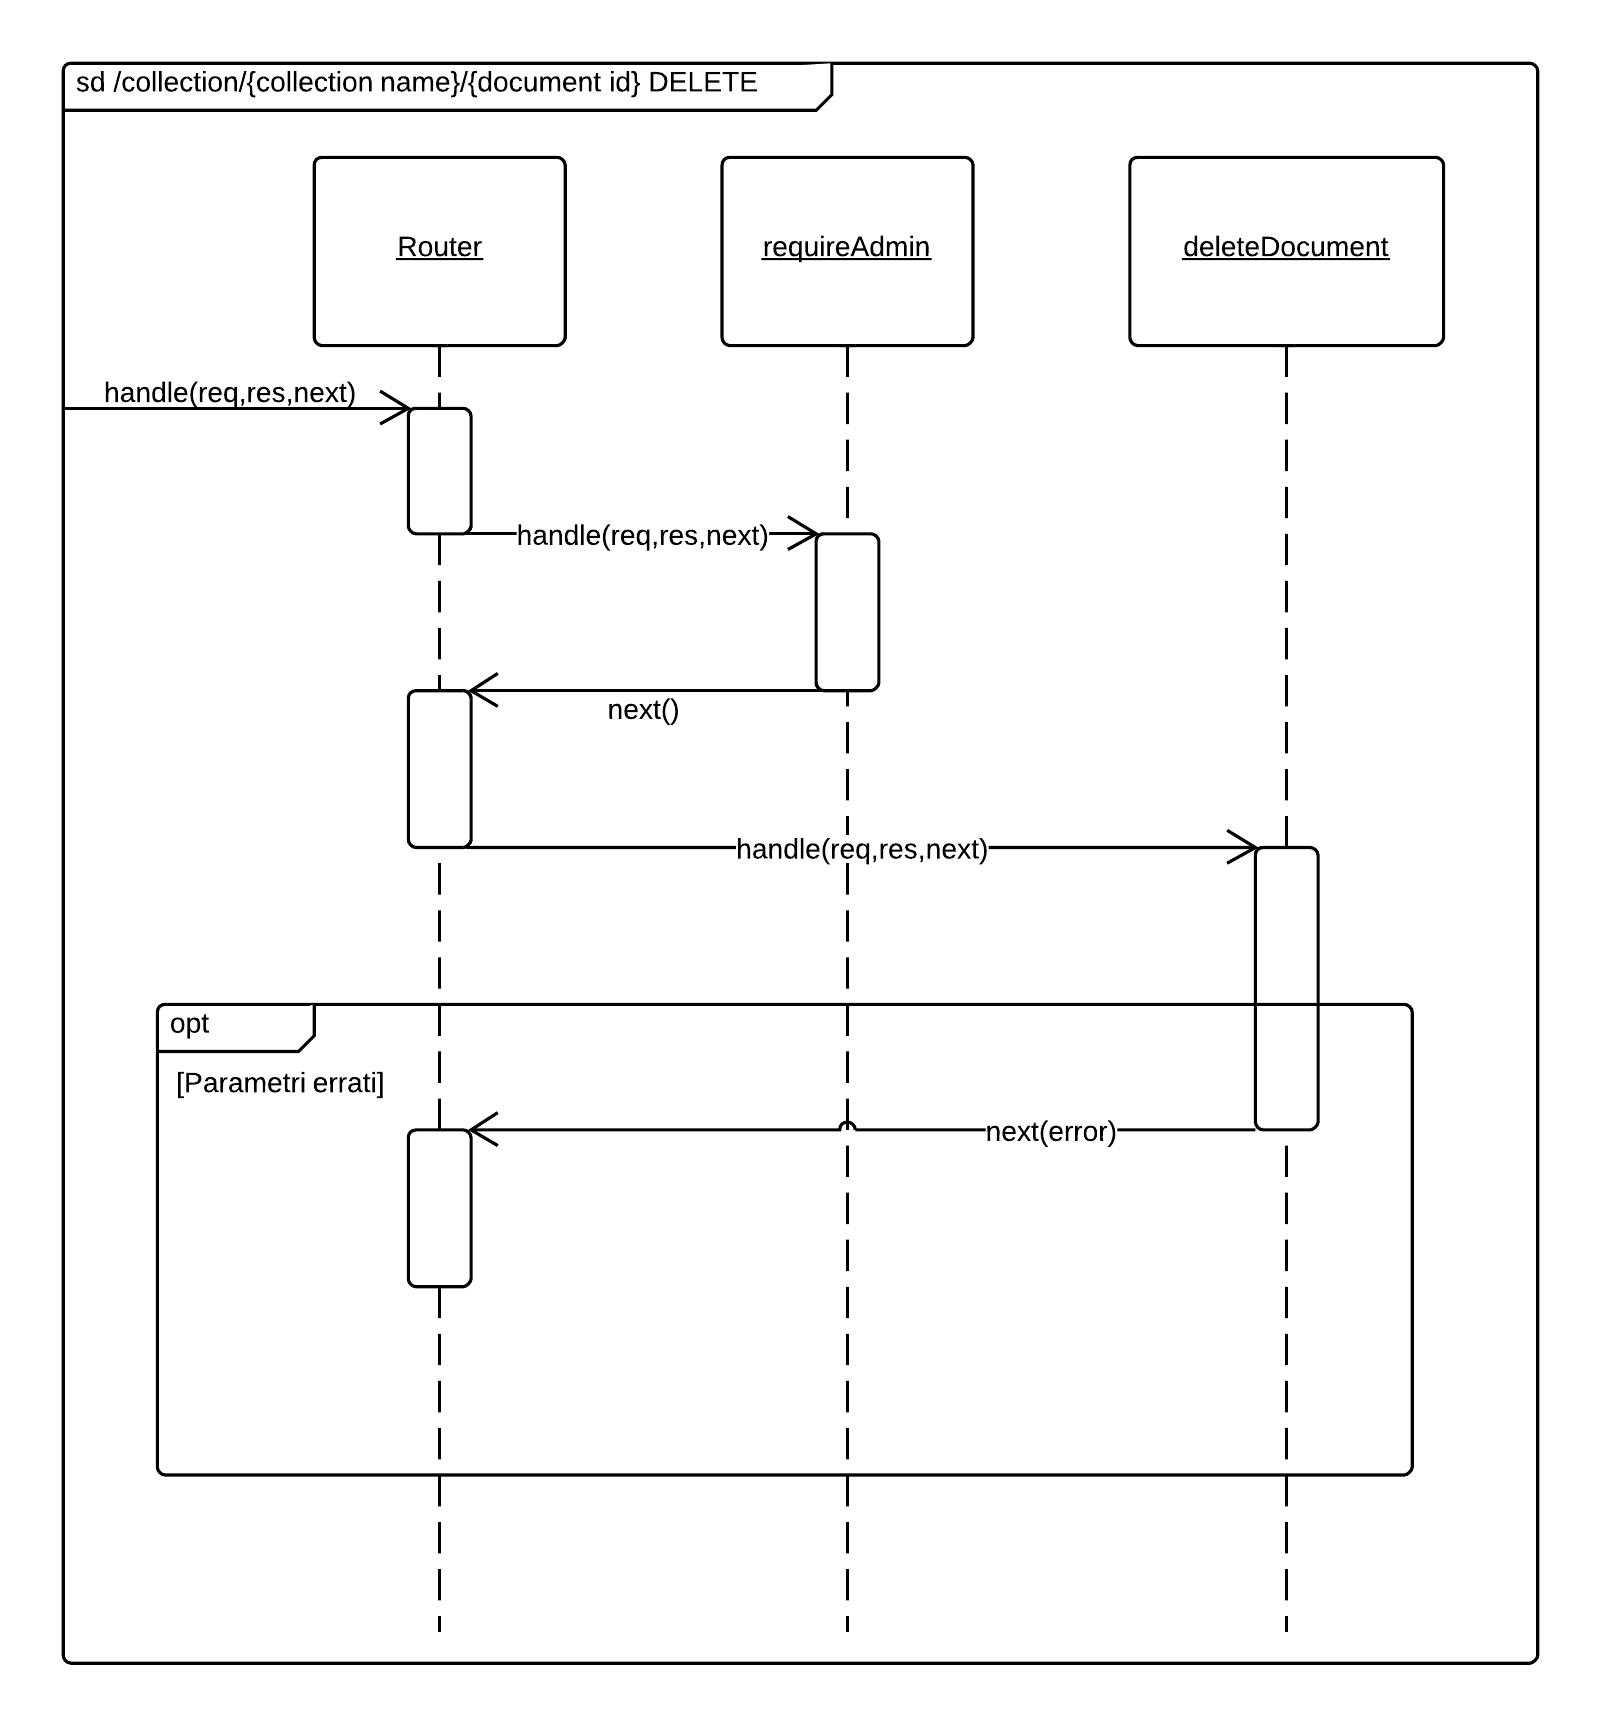 sd /collection/{collection name}/{document id} DELETE
Router
requireAdmin
deleteDocument
handle(req,res,next)
handle(req,res,next)
next()
handle(req,res,next)
opt
[Parametri errati]
next(error)